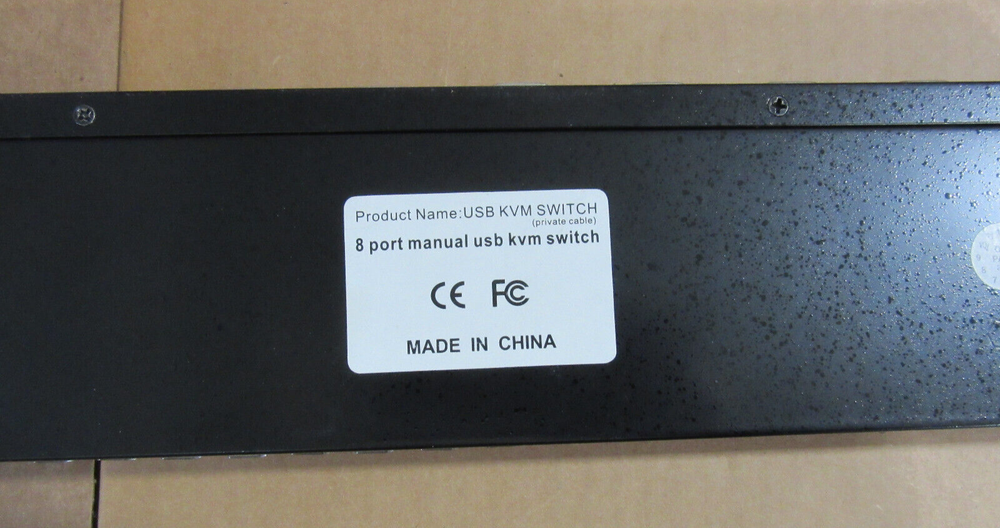 Product Name:USB KVM SWITCH
(private cable)
8 port manual usb kvm switch
CE FC
MADE IN CHINA